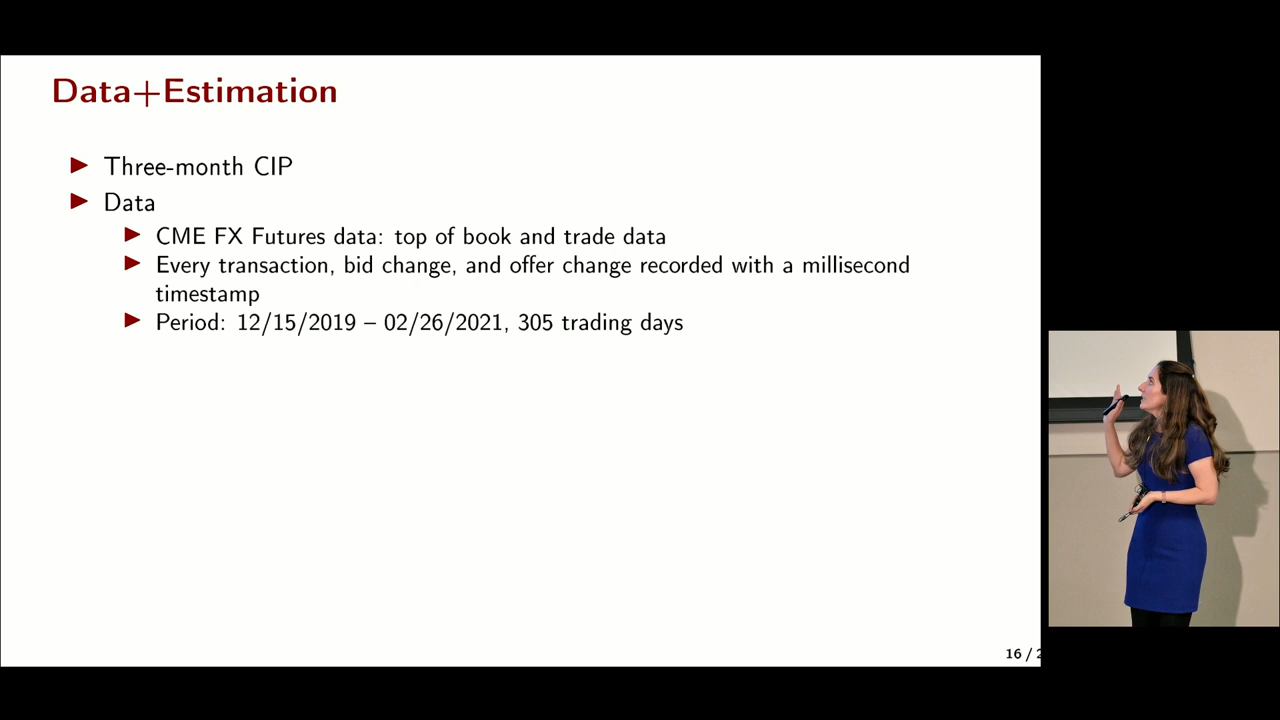 Data+Estimation
▶ Three-month CIP
▶ Data
▶ CME FX Futures data: top of book and trade data
▶ Every transaction, bid change, and offer change recorded with a millisecond
timestamp
▶ Period: 12/15/2019 – 02/26/2021, 305 trading days
16 / 2